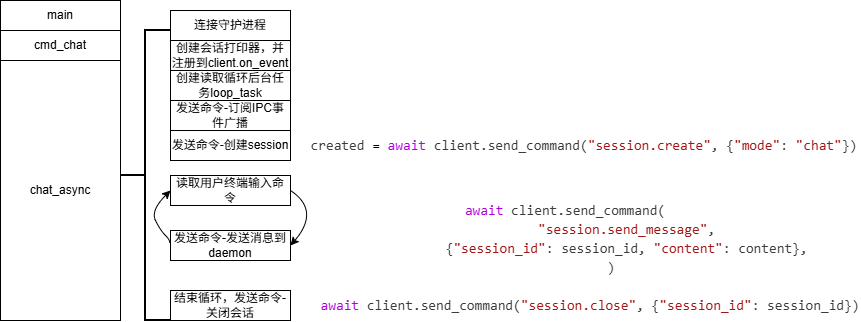 main
cmd_chat
chat_async
连接守护进程
创建会话打印器，并
注册到client.on_event
创建读取循环后台任
务loop_task
发送命令-订阅IPC事
件广播
发送命令-创建session
created = await client.send_command("session.create", {"mode": "chat"})
读取用户终端输入命
令
发送命令-发送消息到
daemon
await client.send_command(
"session.send_message",
{"session_id": session_id, "content": content},
)
结束循环，发送命令-
关闭会话
await client.send_command("session.close", {"session_id": session_id})